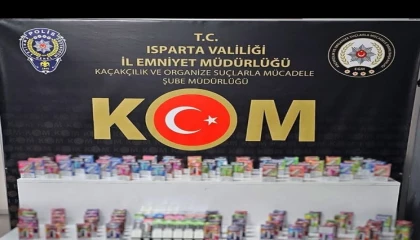 T.C.
ISPARTA VALİLİĞİ
İL EMNİYET MÜDÜRLÜĞÜ
KAÇAKÇILIK VE ORGANİZE SUÇLARLA MÜCADELE
ŞUBE MÜDÜRLÜĞÜ
KOM
POLİS